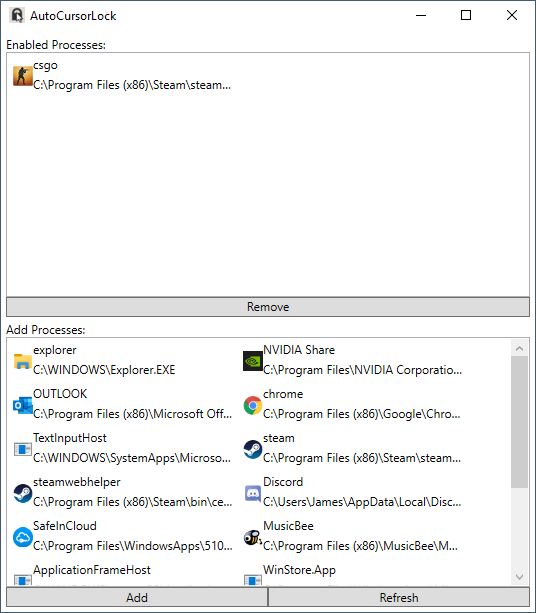 AutoCursorLock
Enabled Processes:
csgo
C:\Program Files (x86)\Steam\steam...
Remove
Add Processes:
explorer
C:\WINDOWS\Explorer.EXE
NVIDIA Share
C:\Program Files\NVIDIA Corporatio...
OUTLOOK
C:\Program Files (x86)\Microsoft Off...
chrome
C:\Program Files (x86)\Google\Chro...
TextInputHost
C:\WINDOWS\SystemApps\Microso...
steam
C:\Program Files (x86)\Steam\steam...
steamwebhelper
C:\Program Files (x86)\Steam\bin\ce...
Discord
C:\Users\James\AppData\Local\Disc...
SafeInCloud
C:\Program Files\WindowsApps\510...
MusicBee
C:\Program Files (x86)\MusicBee\M...
ApplicationFrameHost
WinStore.App
Add
Refresh